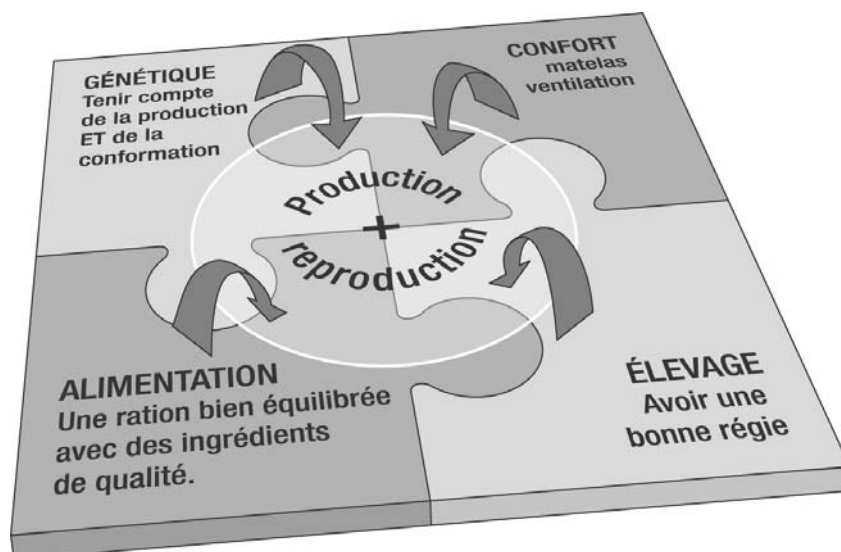 GÉNÉTIQUE
Tenir compte
de la production
ET de la
conformation
CONFORT
matelas
ventilation
Production
+
reproduction
ALIMENTATION
Une ration bien équilibrée
avec des ingrédients
de qualité.
ÉLEVAGE
Avoir une
bonne régie